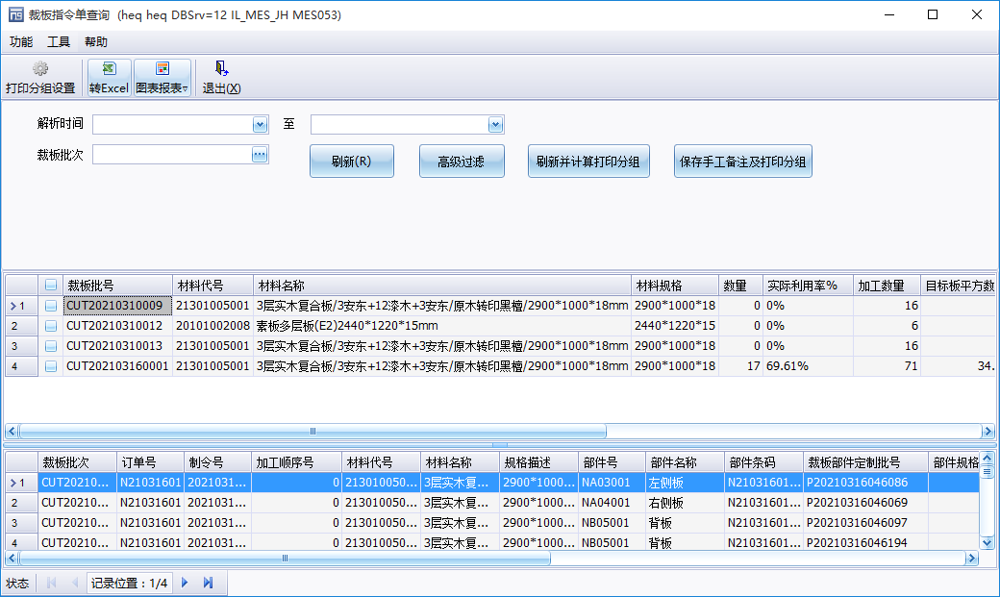 裁板指令单查询 (heq heq DBSrv=12 IL_MES_JH MES053)
功能 工具 帮助
打印分组设置 转Excel 图表报表 退出(X)
解析时间 至
裁板批次 刷新(R) 高级过滤 刷新并计算打印分组 保存手工备注及打印分组
裁板批号 材料代号 材料名称 材料规格 数量 实际利用率% 加工数量 目标板平方数
1 CUT20210310009 21301005001 3层实木复合板/3安东+12漆木+3安东/原木转印黑檀/2900*1000*18mm 2900*1000*18 0 0% 16
2 CUT20210310012 20101002008 素板多层板(E2)2440*1220*15mm 2440*1220*15 0 0% 6
3 CUT20210310013 21301005001 3层实木复合板/3安东+12漆木+3安东/原木转印黑檀/2900*1000*18mm 2900*1000*18 0 0% 16
4 CUT202103160001 21301005001 3层实木复合板/3安东+12漆木+3安东/原木转印黑檀/2900*1000*18mm 2900*1000*18 17 69.61% 71 34.
裁板批次 订单号 制令号 加工顺序号 材料代号 材料名称 规格描述 部件号 部件名称 部件条码 裁板部件定制批号 部件规格
1 CUT20210... N21031601 2021031... 0 213010050... 3层实木复... 2900*1000... NA03001 左侧板 N21031601... P20210316046086
2 CUT20210... N21031601 2021031... 0 213010050... 3层实木复... 2900*1000... NA04001 右侧板 N21031601... P20210316046069
3 CUT20210... N21031601 2021031... 0 213010050... 3层实木复... 2900*1000... NB05001 背板 N21031601... P20210316046097
4 CUT20210... N21031601 2021031... 0 213010050... 3层实木复... 2900*1000... NB05001 背板 N21031601... P20210316046194
状态 记录位置：1/4